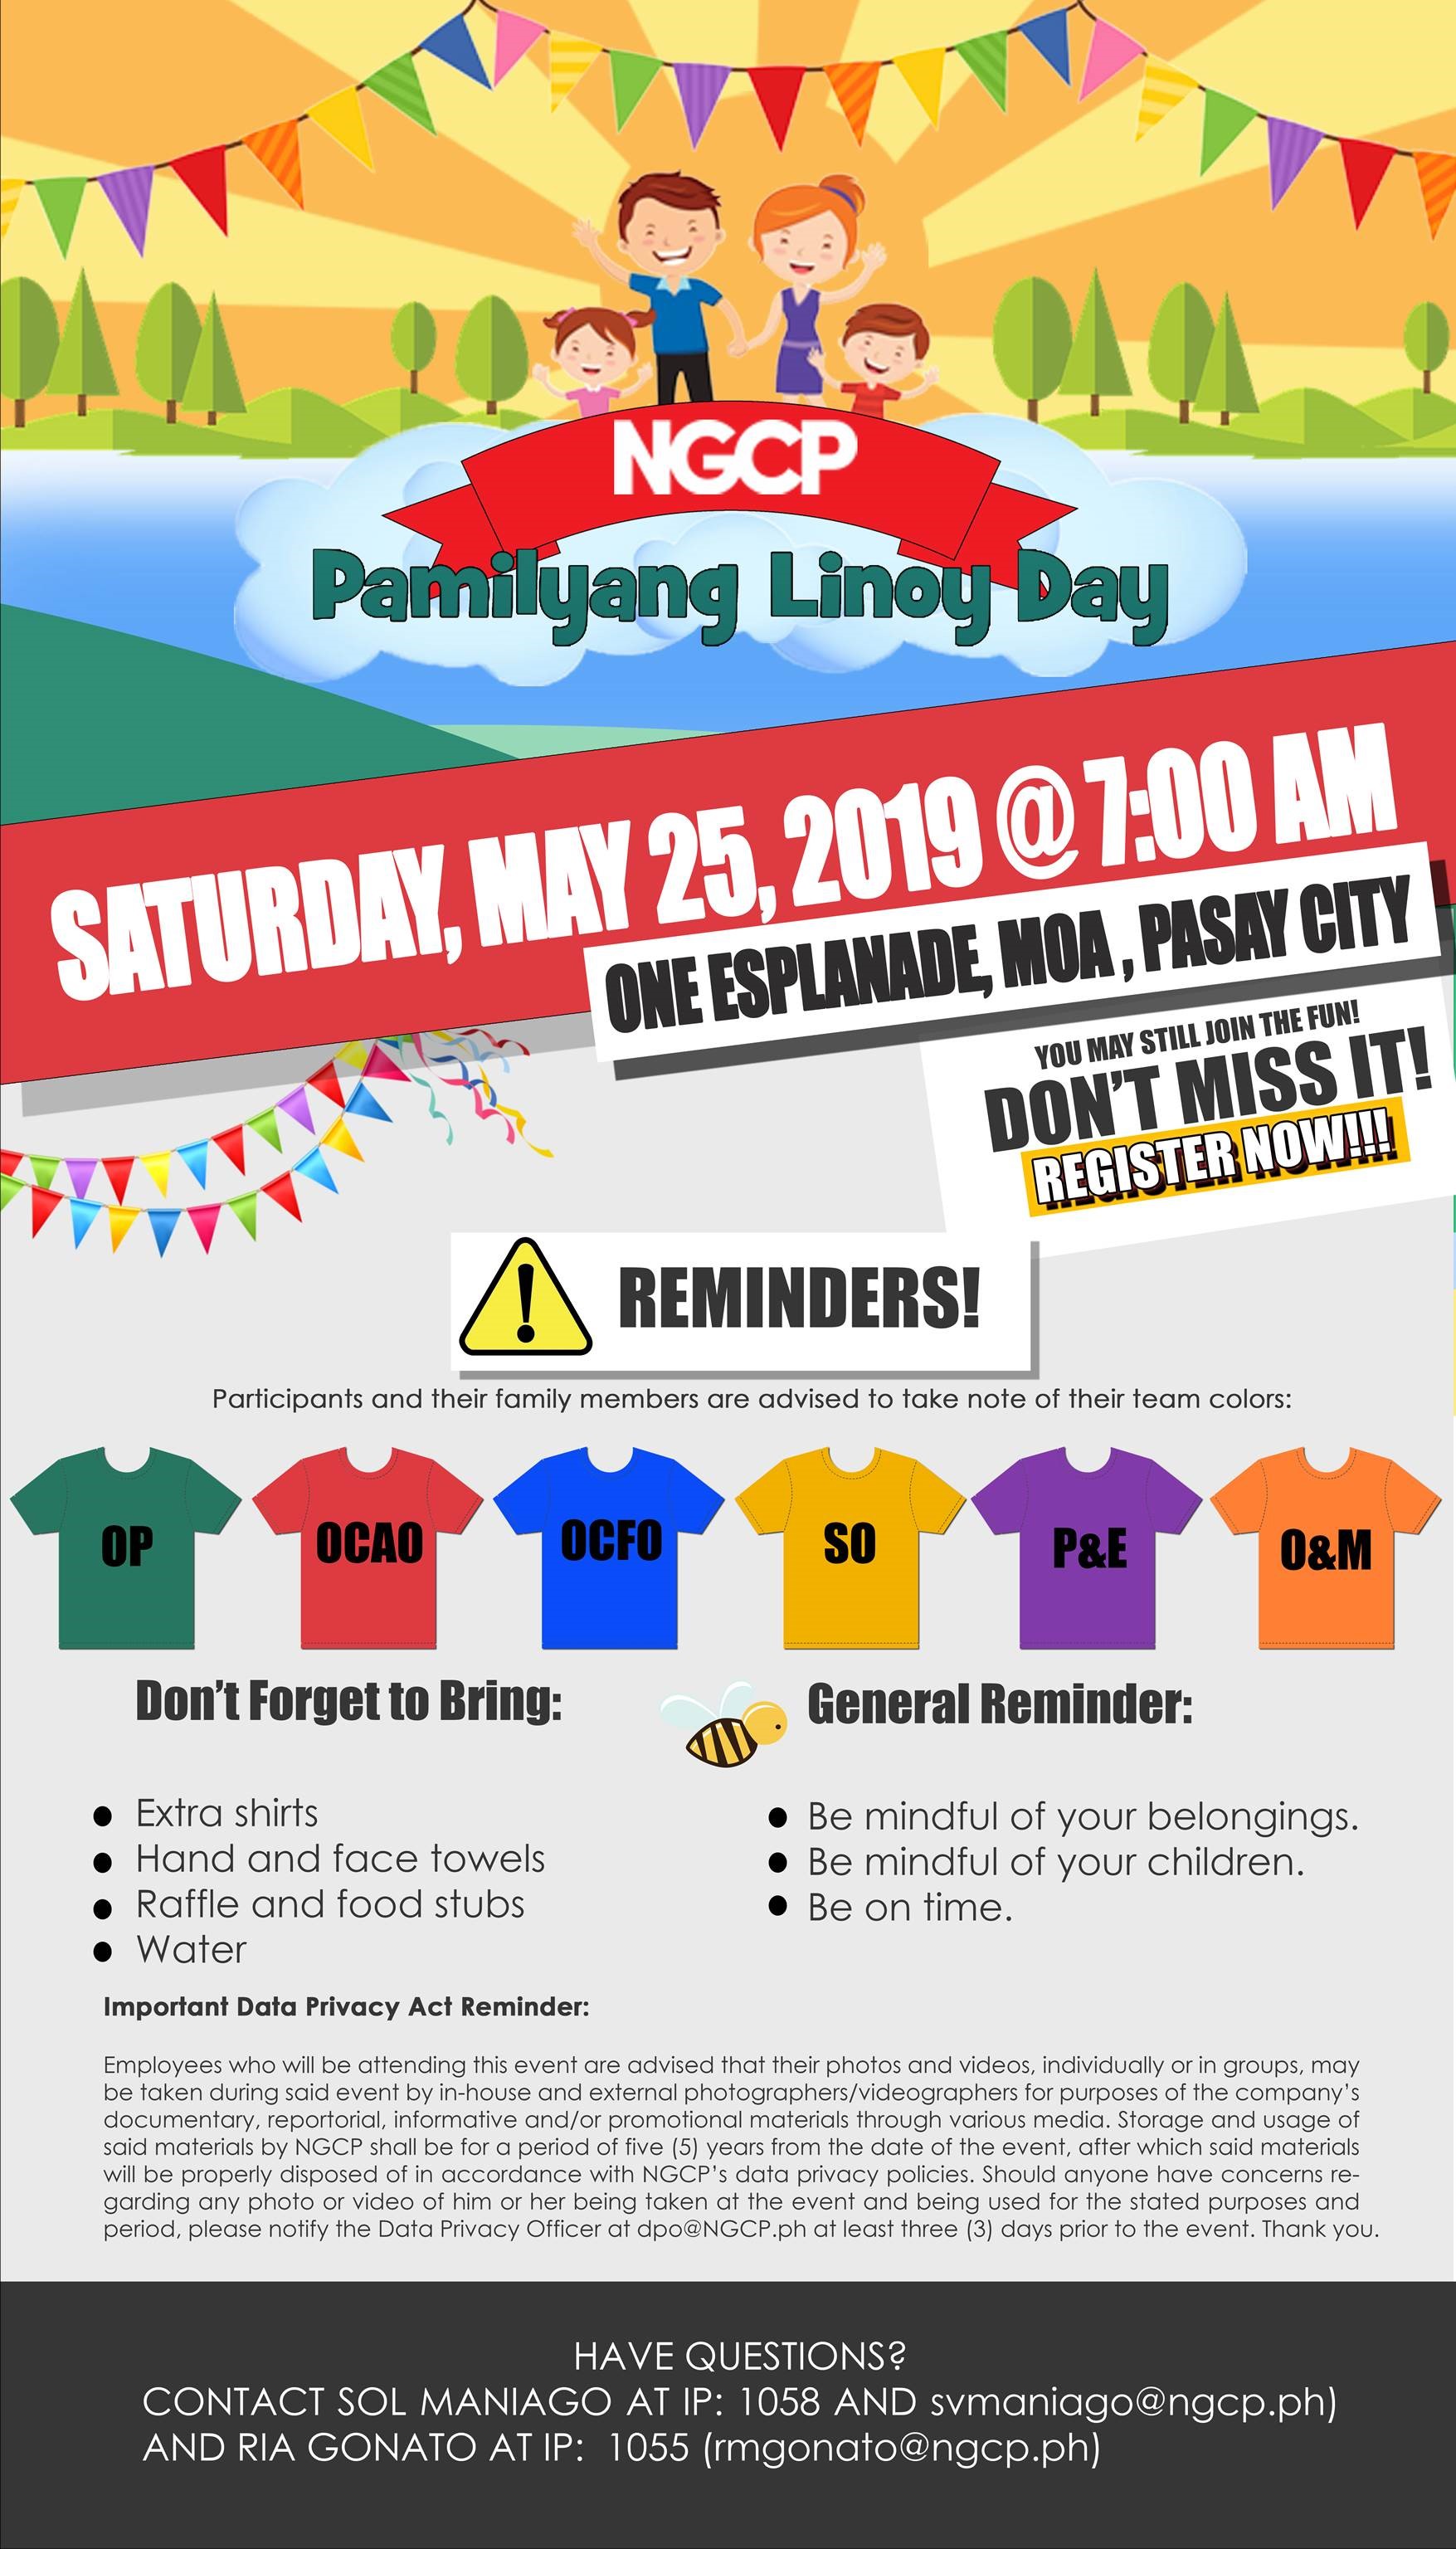 NGCP
Pamilyang Linoy Day
SATURDAY, MAY 25, 2019 @ 7:00 AM
ONE ESPLANADE, MOA , PASAY CITY
YOU MAY STILL JOIN THE FUN!
DON'T MISS IT!
REGISTER NOW!!!
REMINDERS!
Participants and their family members are advised to take note of their team colors:
OP
OCAO
OCFO
SO
P&E
O&M
Don't Forget to Bring:
Extra shirts
Hand and face towels
Raffle and food stubs
Water
General Reminder:
Be mindful of your belongings.
Be mindful of your children.
Be on time.
Important Data Privacy Act Reminder:
Employees who will be attending this event are advised that their photos and videos, individually or in groups, may
be taken during said event by in-house and external photographers/videographers for purposes of the company's
documentary, reportorial, informative and/or promotional materials through various media. Storage and usage of
said materials by NGCP shall be for a period of five (5) years from the date of the event, after which said materials
will be properly disposed of in accordance with NGCP's data privacy policies. Should anyone have concerns re-
garding any photo or video of him or her being taken at the event and being used for the stated purposes and
period, please notify the Data Privacy Officer at dpo@NGCP.ph at least three (3) days prior to the event. Thank you.
HAVE QUESTIONS?
CONTACT SOL MANIAGO AT IP: 1058 AND svmaniago@ngcp.ph)
AND RIA GONATO AT IP: 1055 (rmgonato@ngcp.ph)